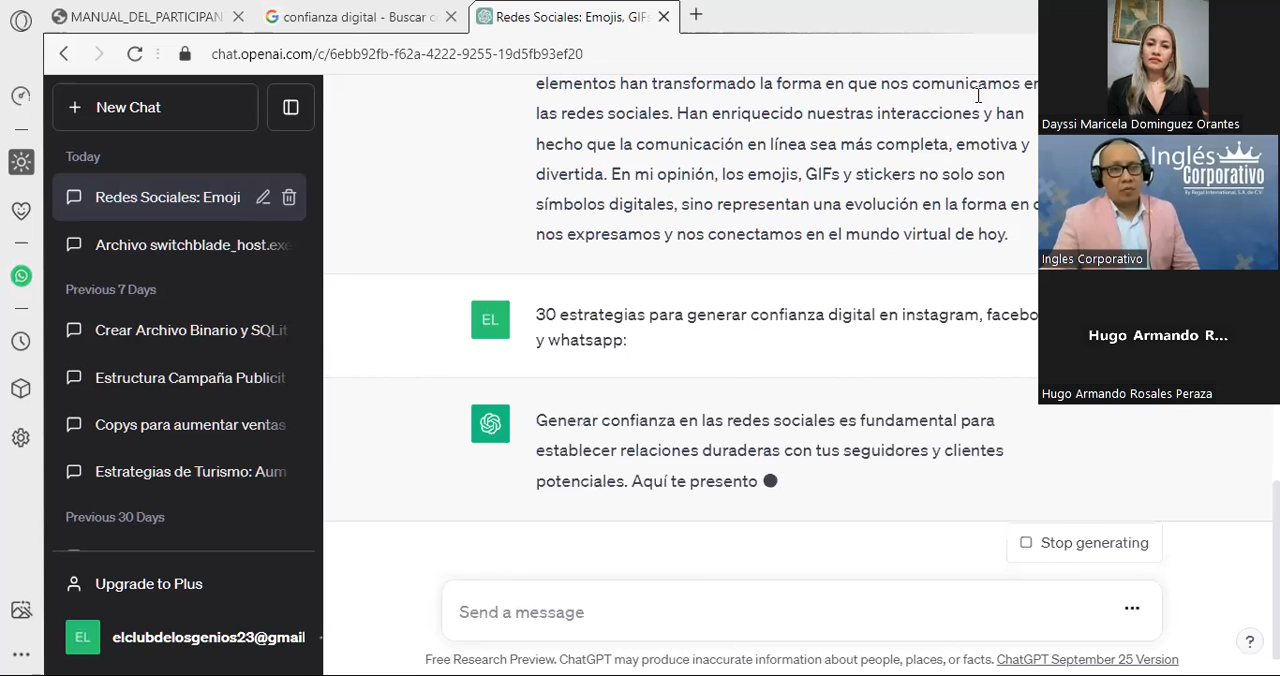 MANUAL_DEL_PARTICIPAN
confianza digital - Buscar c
Redes Sociales: Emojis, GIF
chat.openai.com/c/6ebb92fb-f62a-4222-9255-19d5fb93ef20
New Chat
Today
Redes Sociales: Emoji
Archivo switchblade_host.exe
Previous 7 Days
Crear Archivo Binario y SQLit
Estructura Campaña Publicit
Copys para aumentar ventas
Estrategias de Turismo: Aum
Previous 30 Days
Upgrade to Plus
EL
elclubdelosgenios23@gmail
elementos han transformado la forma en que nos comunicamos en
las redes sociales. Han enriquecido nuestras interacciones y han
hecho que la comunicación en línea sea más completa, emotiva y
divertida. En mi opinión, los emojis, GIFs y stickers no solo son
símbolos digitales, sino representan una evolución en la forma en
nos expresamos y nos conectamos en el mundo virtual de hoy.
EL
30 estrategias para generar confianza digital en instagram, facebo
y whatsapp:
Generar confianza en las redes sociales es fundamental para
establecer relaciones duraderas con tus seguidores y clientes
potenciales. Aquí te presento
Stop generating
Send a message
Free Research Preview. ChatGPT may produce inaccurate information about people, places, or facts. ChatGPT September 25 Version
?
Dayssi Maricela Dominguez Orantes
Inglés
Corporativo
By Regal International, S.A. de C.V.
Ingles Corporativo
Hugo Armando R...
Hugo Armando Rosales Peraza